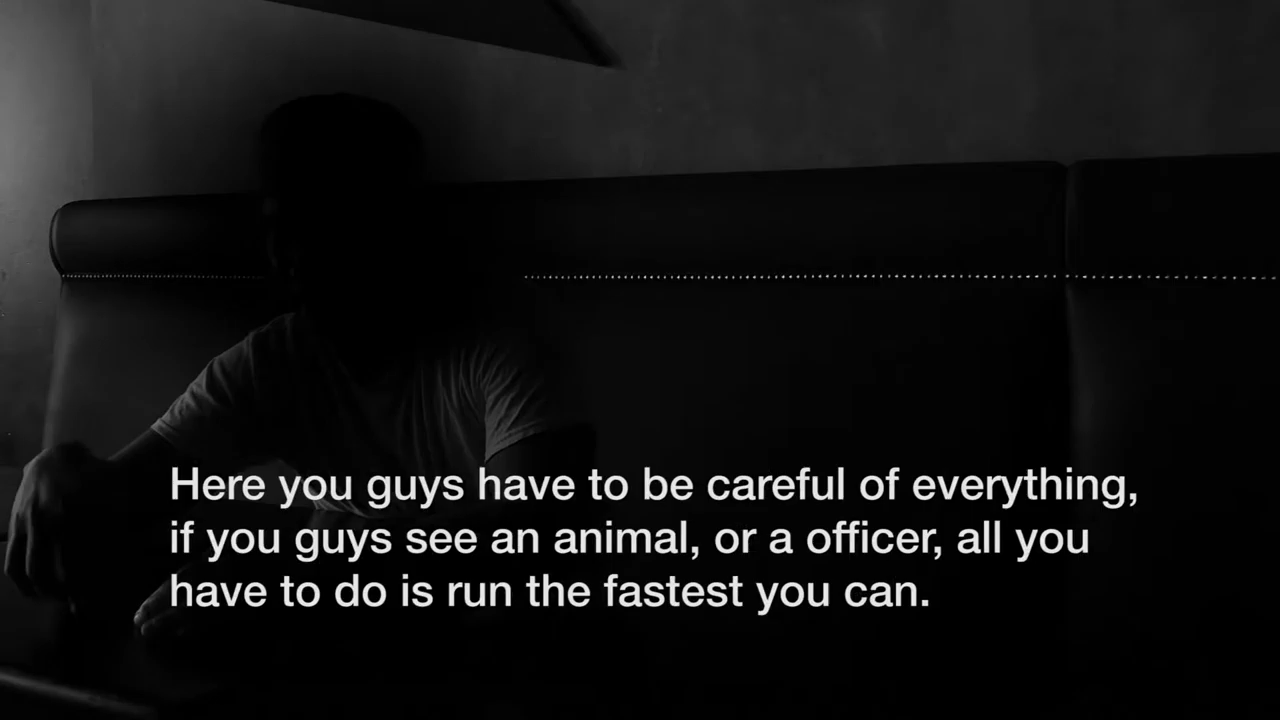 Here you guys have to be careful of everything,
if you guys see an animal, or a officer, all you
have to do is run the fastest you can.